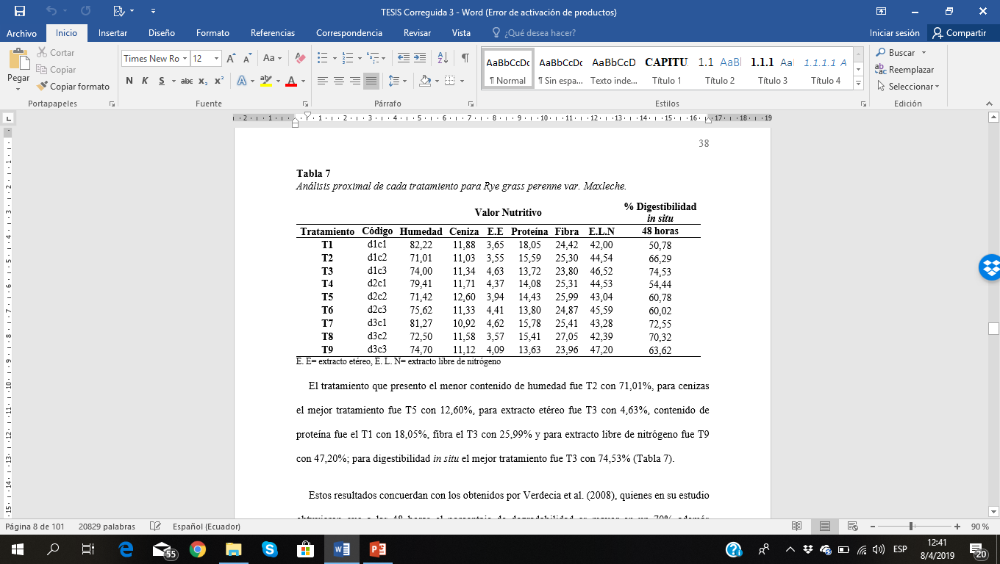 TESIS Correguida 3 - Word (Error de activación de productos)
Archivo Inicio Insertar Diseño Formato Referencias Correspondencia Revisar Vista ¿Qué desea hacer? Iniciar sesión Compartir
Pegar
Cortar
Copiar
Copiar formato
Portapapeles
Times New Ro 12
N K S abc x₂ x²
Fuente
Párrafo
AaBbCcDc AaBbCcDc AaBbCcD CAPITU 1.1 AaBl 1.1.1 Aal 1.1.1.1 A
¶ Normal ¶ Sin espa... Texto inde... Título 1 Título 2 Título 3 Título 4
Estilos
Buscar
Reemplazar
Seleccionar
Edición
38
Tabla 7
Análisis proximal de cada tratamiento para Rye grass perenne var. Maxleche.
Valor Nutritivo % Digestibilidad
in situ
Tratamiento Código Humedad Ceniza E.E Proteína Fibra E.L.N 48 horas
T1 d1c1 82,22 11,88 3,65 18,05 24,42 42,00 50,78
T2 d1c2 71,01 11,03 3,55 15,59 25,30 44,54 66,29
T3 d1c3 74,00 11,34 4,63 13,72 23,80 46,52 74,53
T4 d2c1 79,41 11,71 4,37 14,08 25,31 44,53 54,44
T5 d2c2 71,42 12,60 3,94 14,43 25,99 43,04 60,78
T6 d2c3 75,62 11,33 4,41 13,80 24,87 45,59 60,02
T7 d3c1 81,27 10,92 4,62 15,78 25,41 43,28 72,55
T8 d3c2 72,50 11,58 3,57 15,41 27,05 42,39 70,32
T9 d3c3 74,70 11,12 4,09 13,63 23,96 47,20 63,62
E. E= extracto etéreo, E. L. N= extracto libre de nitrógeno
El tratamiento que presento el menor contenido de humedad fue T2 con 71,01%, para cenizas
el mejor tratamiento fue T5 con 12,60%, para extracto etéreo fue T3 con 4,63%, contenido de
proteína fue el T1 con 18,05%, fibra el T3 con 25,99% y para extracto libre de nitrógeno fue T9
con 47,20%; para digestibilidad in situ el mejor tratamiento fue T3 con 74,53% (Tabla 7).
Estos resultados concuerdan con los obtenidos por Verdecia et al. (2008), quienes en su estudio
Página 8 de 101 20829 palabras Español (Ecuador) 90 %
55
ESP
12:41
8/4/2019
20